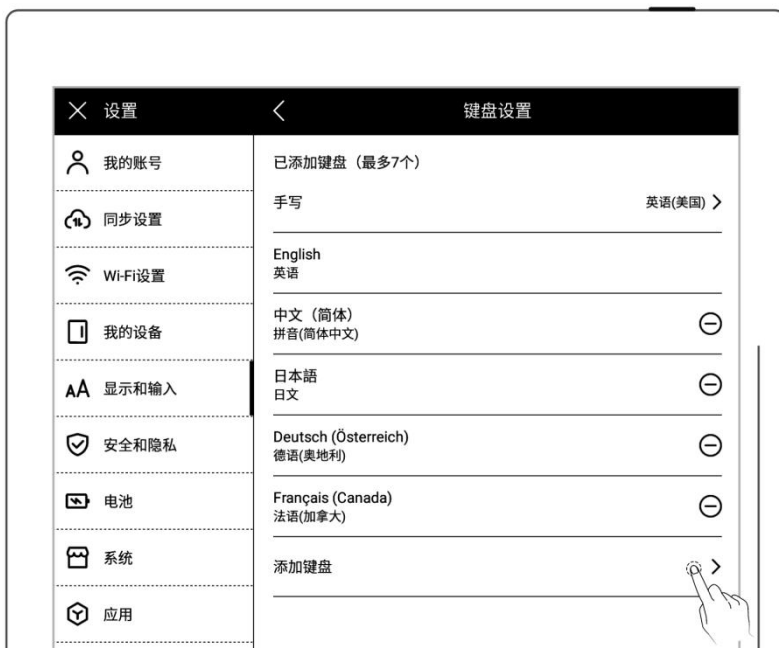 设置
键盘设置
我的账号
同步设置
Wi-Fi设置
我的设备
显示和输入
安全和隐私
电池
系统
应用
已添加键盘（最多7个）
手写 英语(美国)
English
英语
中文（简体）
拼音(简体中文)
日本語
日文
Deutsch (Österreich)
德语(奥地利)
Français (Canada)
法语(加拿大)
添加键盘